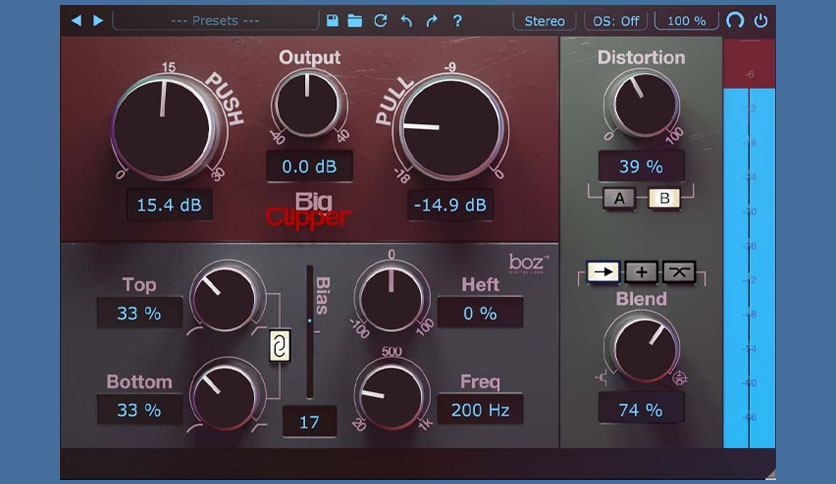 --- Presets ---
?
Stereo
OS: Off
100 %
15
PUSH
0
30
15.4 dB
Output
-40
40
0.0 dB
Big
Clipper
PULL
-9
-18
0
-14.9 dB
Distortion
0
100
39 %
A
B
-6
-12
-18
-24
-30
-36
-42
-48
-54
-60
-66
boz
DIGITAL LABS
Top
33 %
Bottom
33 %
Bias
17
0
-100
100
Heft
0 %
500
20
1k
Freq
200 Hz
+
Blend
74 %